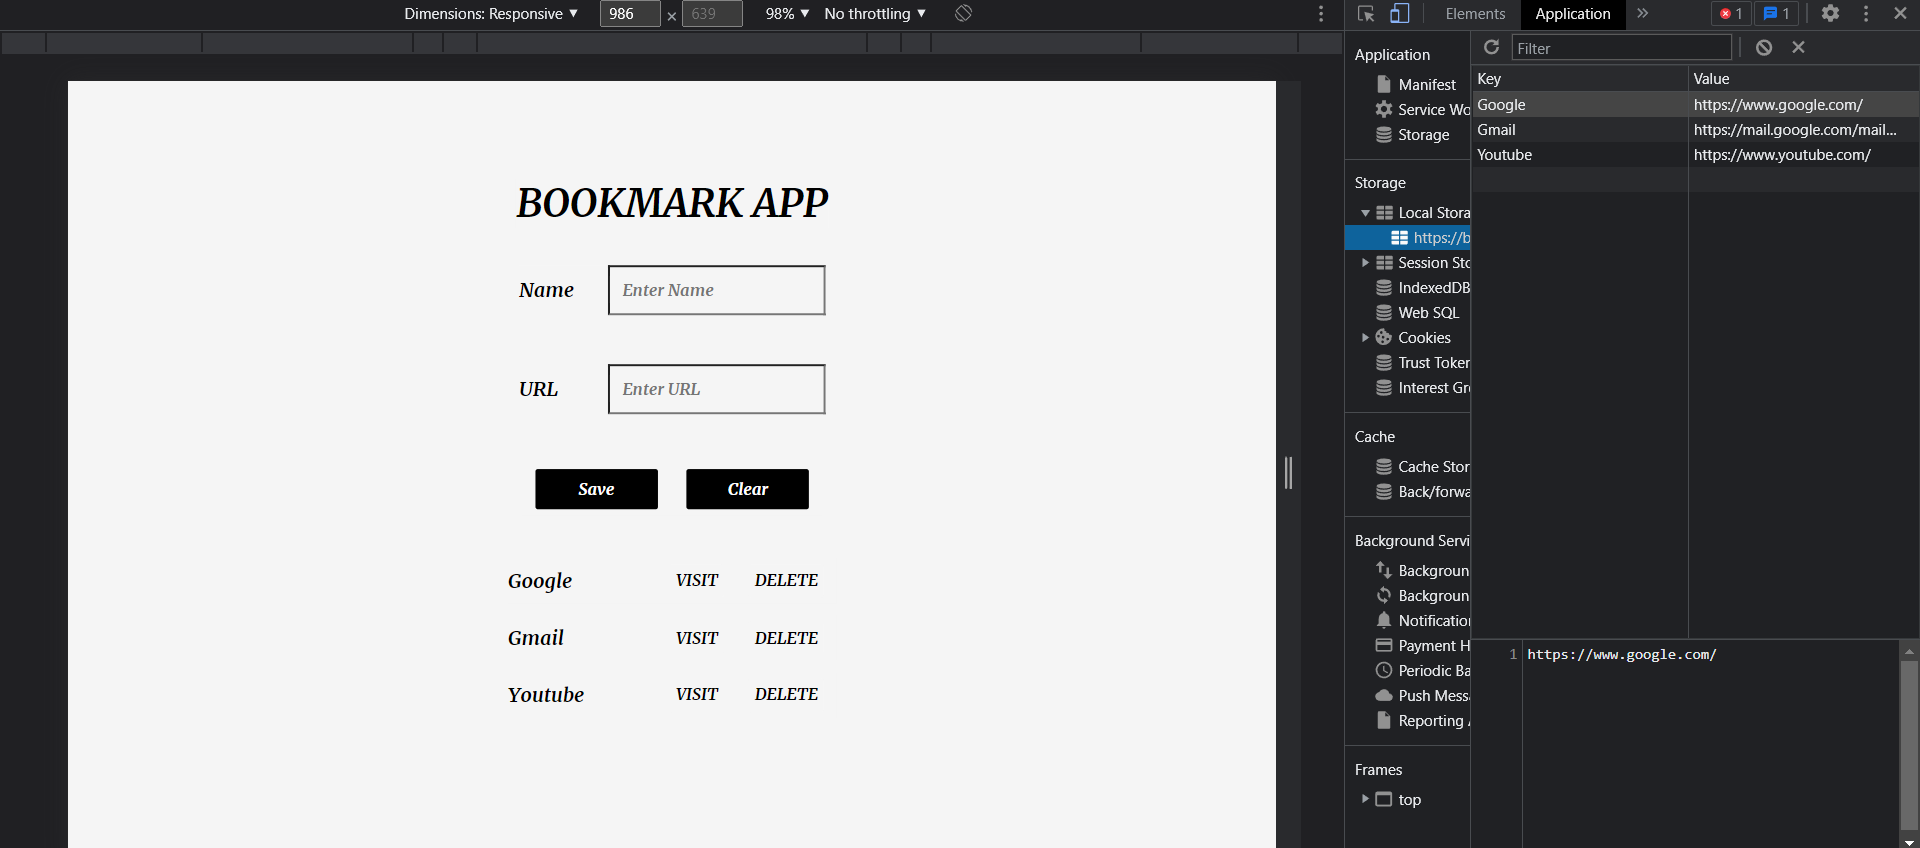 Dimensions: Responsive ▼ 986 × 639 98% ▼ No throttling ▼
Elements Application » 1 1
BOOKMARK APP
Name Enter Name
URL Enter URL
Save Clear
Google VISIT DELETE
Gmail VISIT DELETE
Youtube VISIT DELETE
Application
Manifest
Service Wo
Storage
Storage
Local Stora
https://b
Session Sto
IndexedDB
Web SQL
Cookies
Trust Token
Interest Gr
Cache
Cache Stor
Back/forwa
Background Servi
Backgroun
Backgroun
Notification
Payment H
Periodic Ba
Push Messa
Reporting A
Frames
top
Filter
Key Value
Google https://www.google.com/
Gmail https://mail.google.com/mail...
Youtube https://www.youtube.com/
1 https://www.google.com/